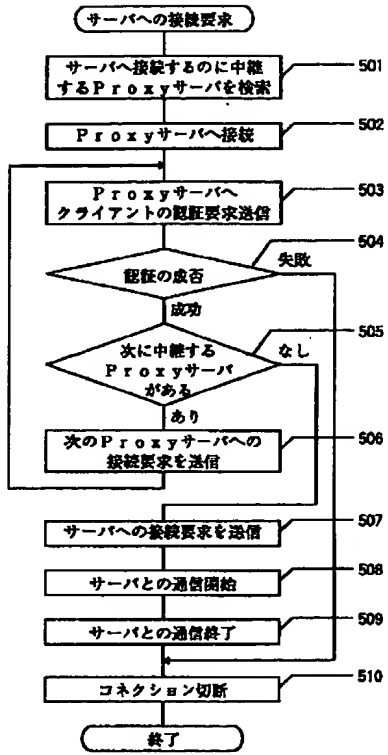 サーバへの接続要求
サーバへ接続するのに中継
するＰｒｏｘｙサーバを検索
501
Ｐｒｏｘｙサーバへ接続
502
Ｐｒｏｘｙサーバへ
クライアントの認証要求送信
503
504
認証の成否
失敗
成功
505
次に中継する
Ｐｒｏｘｙサーバ
がある
なし
あり
次のＰｒｏｘｙサーバへの
接続要求を送信
506
サーバへの接続要求を送信
507
サーバとの通信開始
508
サーバとの通信終了
509
コネクション切断
510
終了